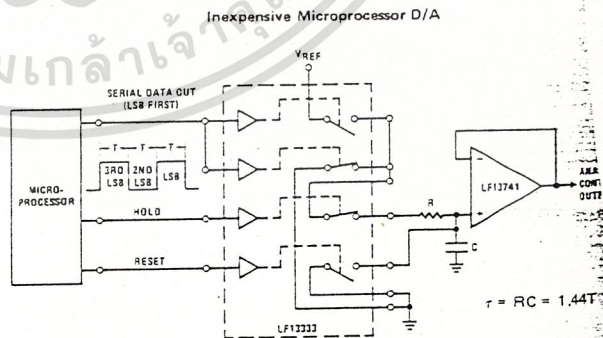 Inexpensive Microprocessor D/A
VREF
SERIAL DATA OUT
(LSB FIRST)
T T T
3RD LSB 2ND LSB LSB
MICRO-
PROCESSOR
HOLD
RESET
LF13333
R
C
LF13741
− +
τ = RC = 1.44T